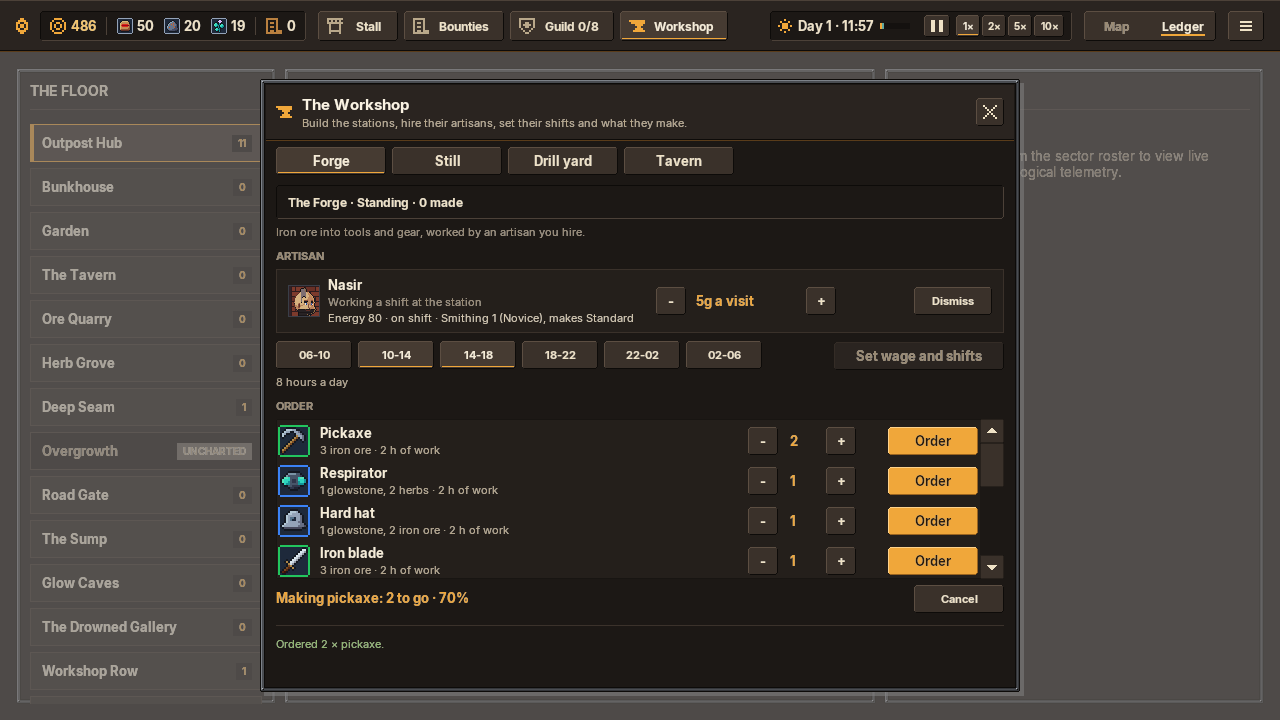 486 50 20 19 0 Stall Bounties Guild 0/8 Workshop Day 1 · 11:57 1× 2× 5× 10× Map Ledger
THE FLOOR
Outpost Hub 11
Bunkhouse 0
Garden 0
The Tavern 0
Ore Quarry 0
Herb Grove 0
Deep Seam 1
Overgrowth UNCHARTED
Road Gate 0
The Sump 0
Glow Caves 0
The Drowned Gallery 0
Workshop Row 1
The Workshop
Build the stations, hire their artisans, set their shifts and what they make.
Forge Still Drill yard Tavern
The Forge · Standing · 0 made
Iron ore into tools and gear, worked by an artisan you hire.
ARTISAN
Nasir
Working a shift at the station
Energy 80 · on shift · Smithing 1 (Novice), makes Standard
- 5g a visit + Dismiss
06-10 10-14 14-18 18-22 22-02 02-06 Set wage and shifts
8 hours a day
ORDER
Pickaxe
3 iron ore · 2 h of work
- 2 + Order
Respirator
1 glowstone, 2 herbs · 2 h of work
- 1 + Order
Hard hat
1 glowstone, 2 iron ore · 2 h of work
- 1 + Order
Iron blade
3 iron ore · 2 h of work
- 1 + Order
Making pickaxe: 2 to go · 70% Cancel
Ordered 2 × pickaxe.
the sector roster to view live
telemetry.